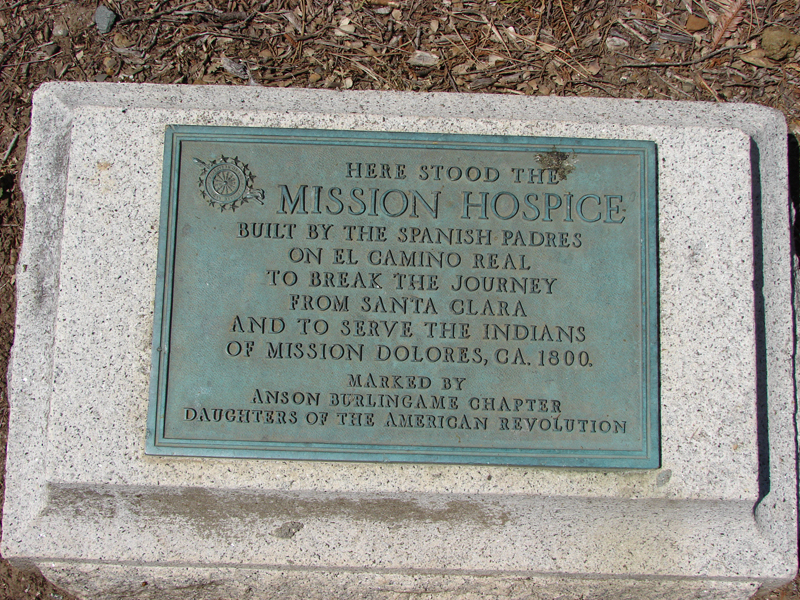 HERE STOOD THE
MISSION HOSPICE
BUILT BY THE SPANISH PADRES
ON EL CAMINO REAL
TO BREAK THE JOURNEY
FROM SANTA CLARA
AND TO SERVE THE INDIANS
OF MISSION DOLORES, CA. 1800.
MARKED BY
ANSON BURLINGAME CHAPTER
DAUGHTERS OF THE AMERICAN REVOLUTION